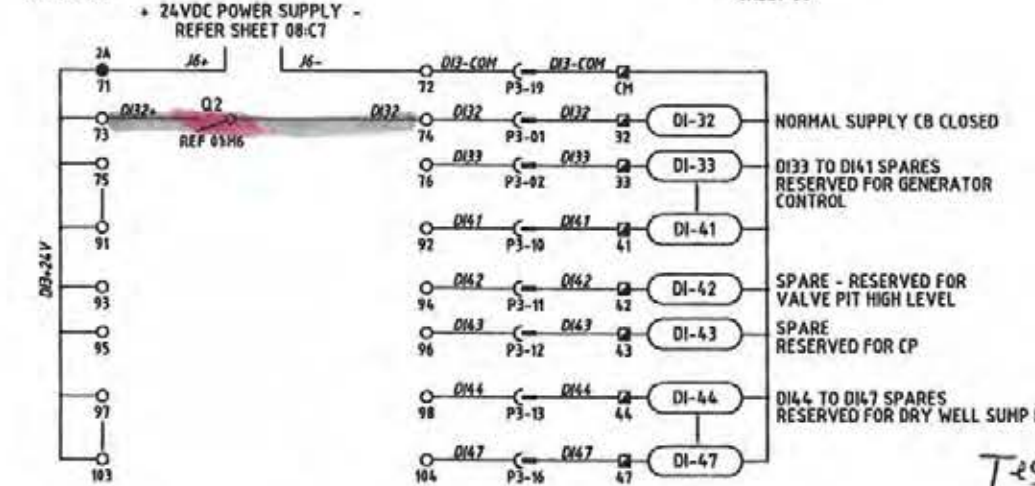 + 24VDC POWER SUPPLY -
REFER SHEET 08:C7
2A J6+ J6- DI3-COM DI3-COM
71 72 P3-19 CM
DI32+ Q2 DI32 DI32 DI32 DI-32 NORMAL SUPPLY CB CLOSED
73 REF 01:H6 74 P3-01 32
DI33 DI33 DI-33 DI33 TO DI41 SPARES
75 76 P3-02 33 RESERVED FOR GENERATOR
CONTROL
DI41 DI41 DI-41
91 92 P3-10 41
DI3+24V
DI42 DI42 DI-42 SPARE - RESERVED FOR
93 94 P3-11 42 VALVE PIT HIGH LEVEL
DI43 DI43 DI-43 SPARE
95 96 P3-12 43 RESERVED FOR CP
DI44 DI44 DI-44 DI44 TO DI47 SPARES
97 98 P3-13 44 RESERVED FOR DRY WELL SUMP
DI47 DI47 DI-47
103 104 P3-16 47